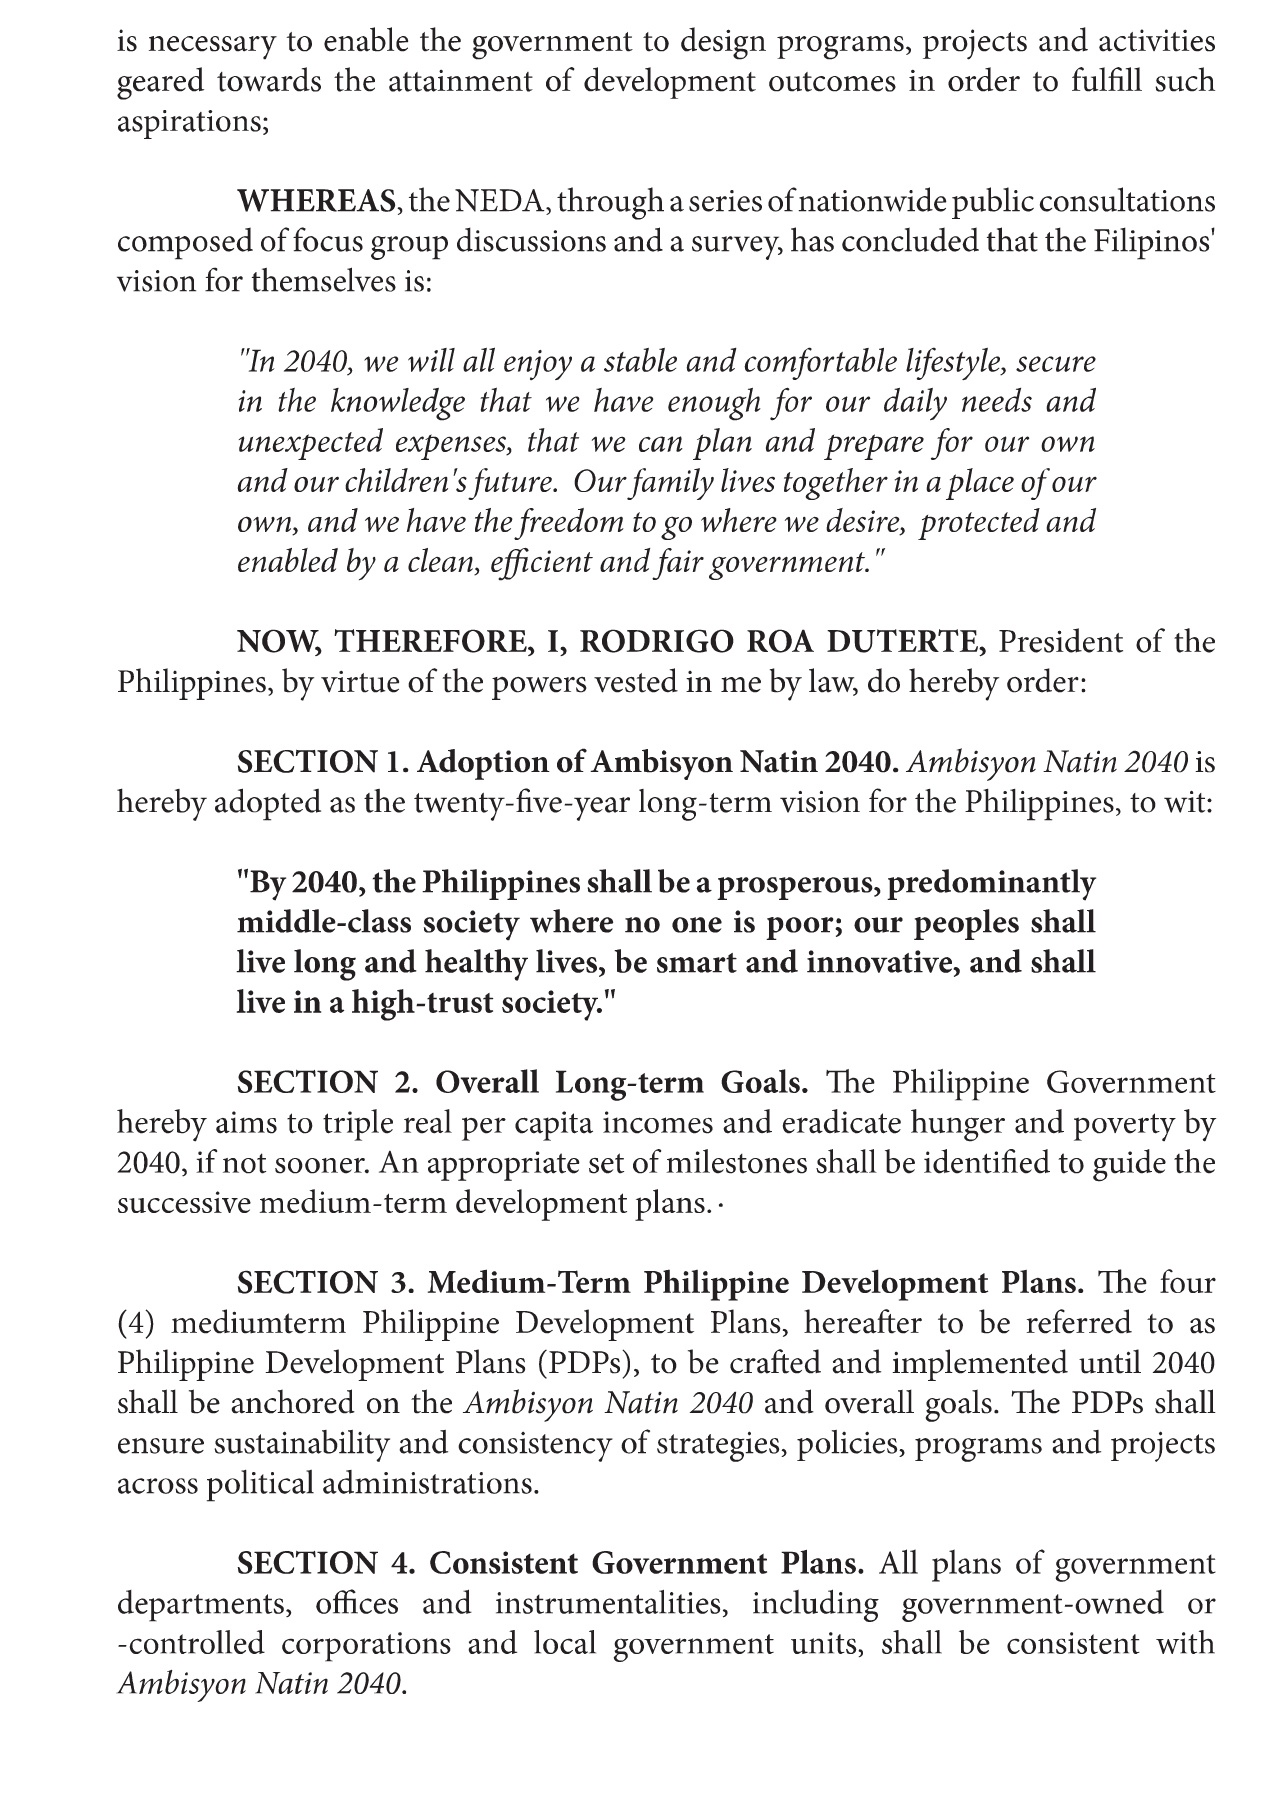 is necessary to enable the government to design programs, projects and activities
geared towards the attainment of development outcomes in order to fulfill such
aspirations;
WHEREAS, the NEDA, through a series of nationwide public consultations
composed of focus group discussions and a survey, has concluded that the Filipinos'
vision for themselves is:
"In 2040, we will all enjoy a stable and comfortable lifestyle, secure
in the knowledge that we have enough for our daily needs and
unexpected expenses, that we can plan and prepare for our own
and our children's future. Our family lives together in a place of our
own, and we have the freedom to go where we desire, protected and
enabled by a clean, efficient and fair government."
NOW, THEREFORE, I, RODRIGO ROA DUTERTE, President of the
Philippines, by virtue of the powers vested in me by law, do hereby order:
SECTION 1. Adoption of Ambisyon Natin 2040. Ambisyon Natin 2040 is
hereby adopted as the twenty-five-year long-term vision for the Philippines, to wit:
"By 2040, the Philippines shall be a prosperous, predominantly
middle-class society where no one is poor; our peoples shall
live long and healthy lives, be smart and innovative, and shall
live in a high-trust society."
SECTION 2. Overall Long-term Goals. The Philippine Government
hereby aims to triple real per capita incomes and eradicate hunger and poverty by
2040, if not sooner. An appropriate set of milestones shall be identified to guide the
successive medium-term development plans. ·
SECTION 3. Medium-Term Philippine Development Plans. The four
(4) mediumterm Philippine Development Plans, hereafter to be referred to as
Philippine Development Plans (PDPs), to be crafted and implemented until 2040
shall be anchored on the Ambisyon Natin 2040 and overall goals. The PDPs shall
ensure sustainability and consistency of strategies, policies, programs and projects
across political administrations.
SECTION 4. Consistent Government Plans. All plans of government
departments, offices and instrumentalities, including government-owned or
-controlled corporations and local government units, shall be consistent with
Ambisyon Natin 2040.